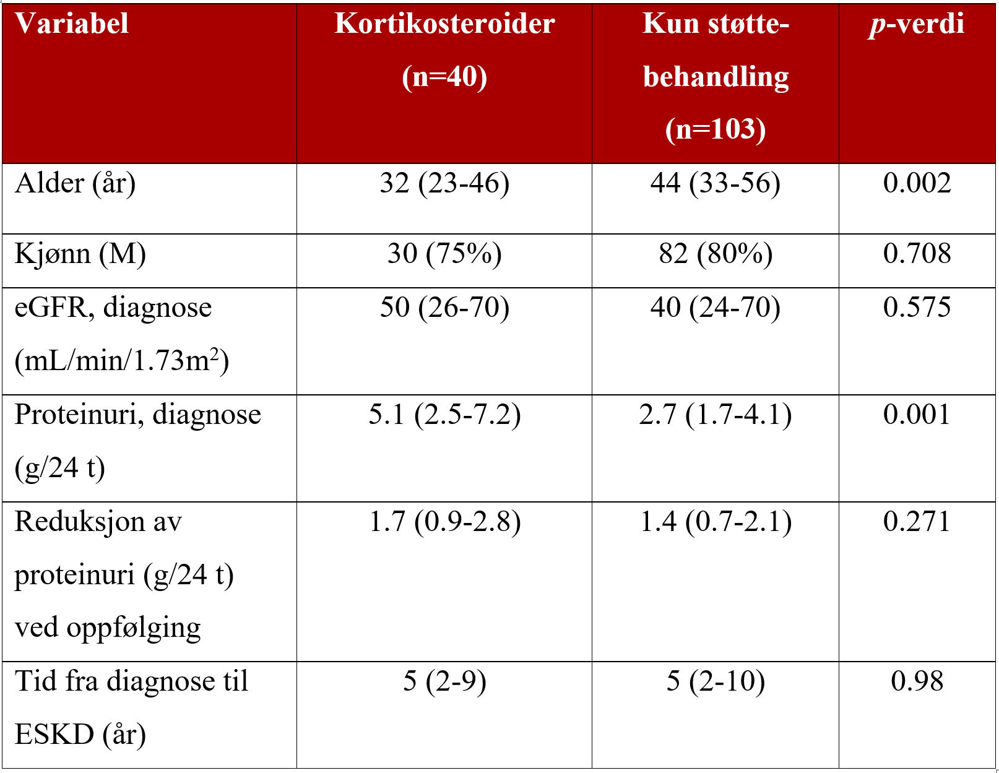 Variabel Kortikosteroider Kun støtte- p-verdi
(n=40) behandling
(n=103)
Alder (år) 32 (23-46) 44 (33-56) 0.002
Kjønn (M) 30 (75%) 82 (80%) 0.708
eGFR, diagnose 50 (26-70) 40 (24-70) 0.575
(mL/min/1.73m²)
Proteinuri, diagnose 5.1 (2.5-7.2) 2.7 (1.7-4.1) 0.001
(g/24 t)
Reduksjon av 1.7 (0.9-2.8) 1.4 (0.7-2.1) 0.271
proteinuri (g/24 t)
ved oppfølging
Tid fra diagnose til 5 (2-9) 5 (2-10) 0.98
ESKD (år)